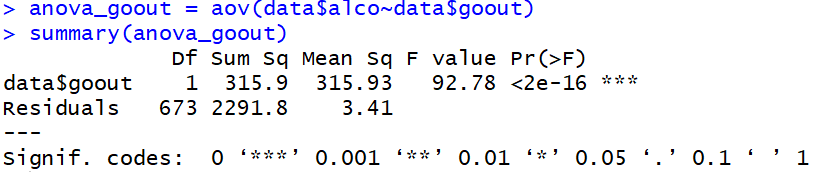 > anova_goout = aov(data$alco~data$goout)
> summary(anova_goout)
             Df Sum Sq Mean Sq F value Pr(>F)
data$goout    1  315.9  315.93   92.78 <2e-16 ***
Residuals   673 2291.8    3.41
---
Signif. codes:  0 ‘***’ 0.001 ‘**’ 0.01 ‘*’ 0.05 ‘.’ 0.1 ‘ ’ 1